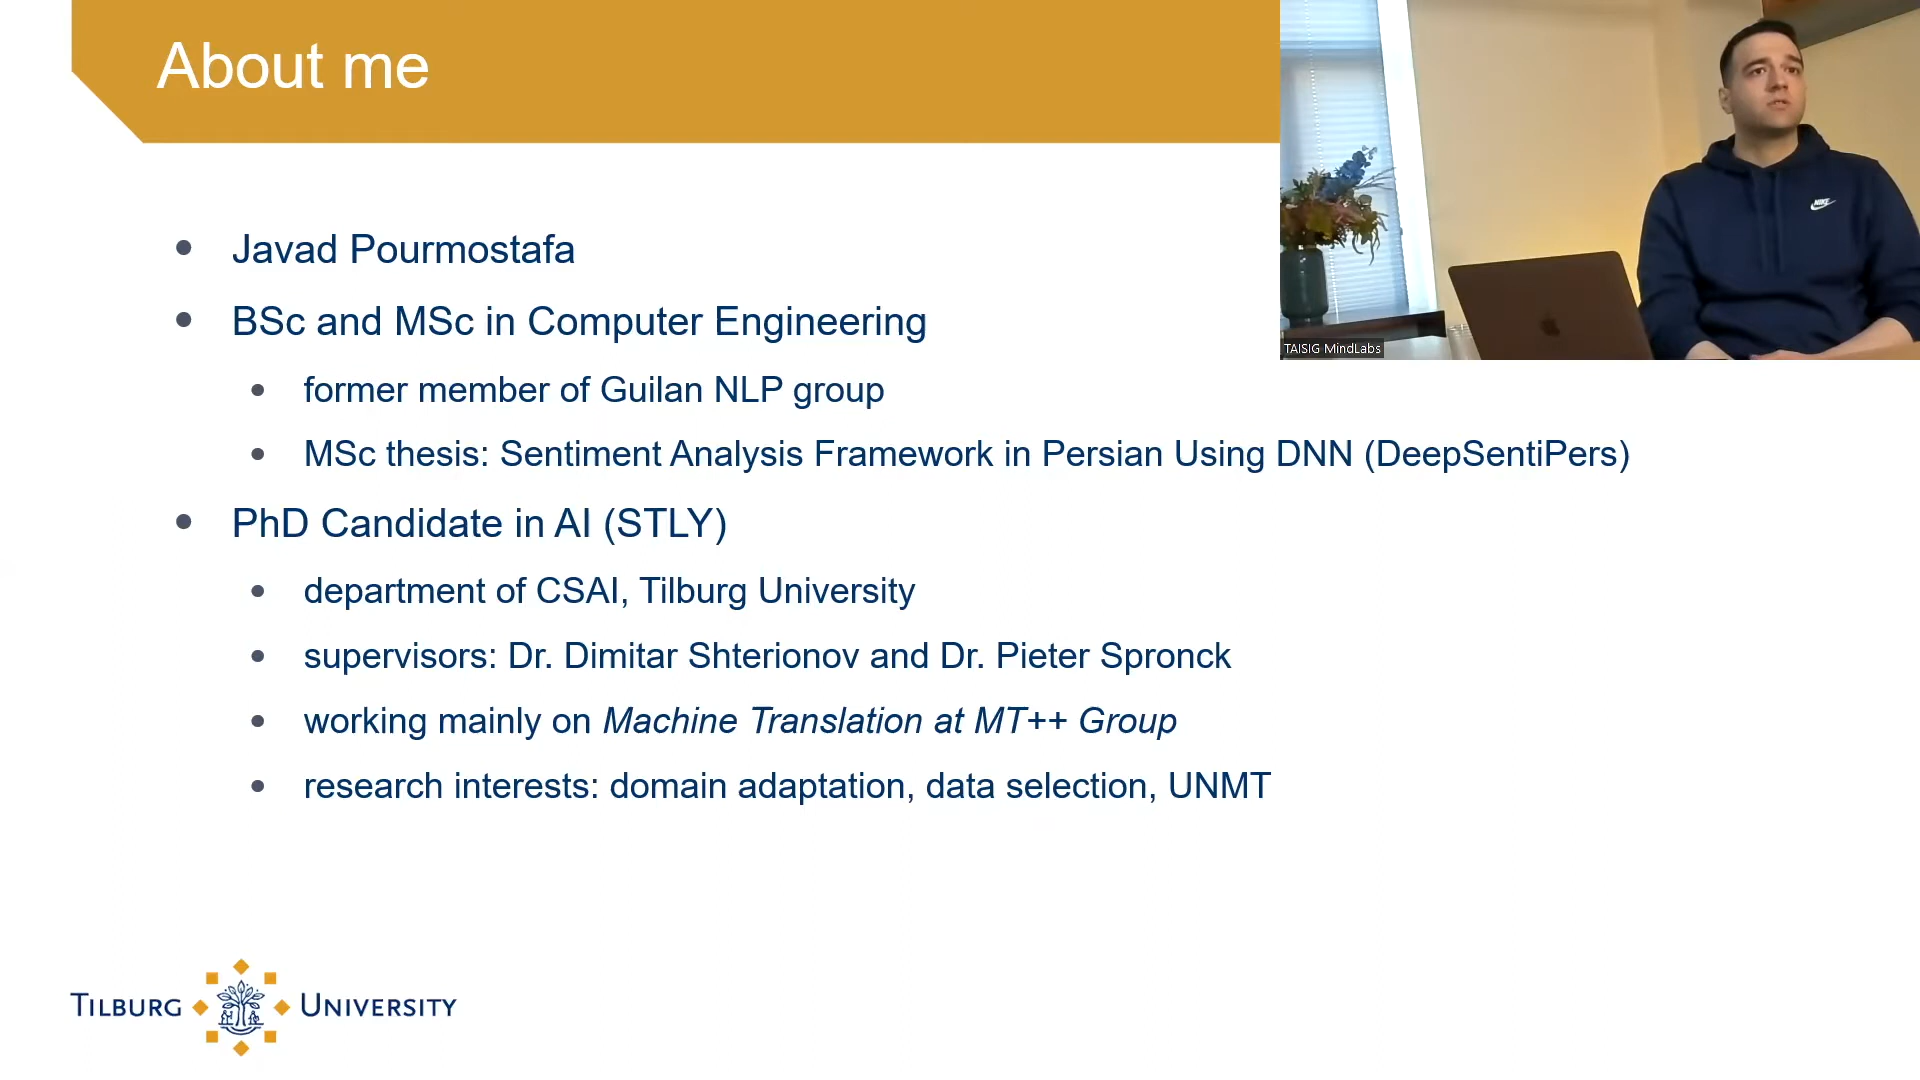 About me
Javad Pourmostafa
BSc and MSc in Computer Engineering
former member of Guilan NLP group
MSc thesis: Sentiment Analysis Framework in Persian Using DNN (DeepSentiPers)
PhD Candidate in AI (STLY)
department of CSAI, Tilburg University
supervisors: Dr. Dimitar Shterionov and Dr. Pieter Spronck
working mainly on Machine Translation at MT++ Group
research interests: domain adaptation, data selection, UNMT
NIKE
TAISIG MindLabs
TILBURG UNIVERSITY